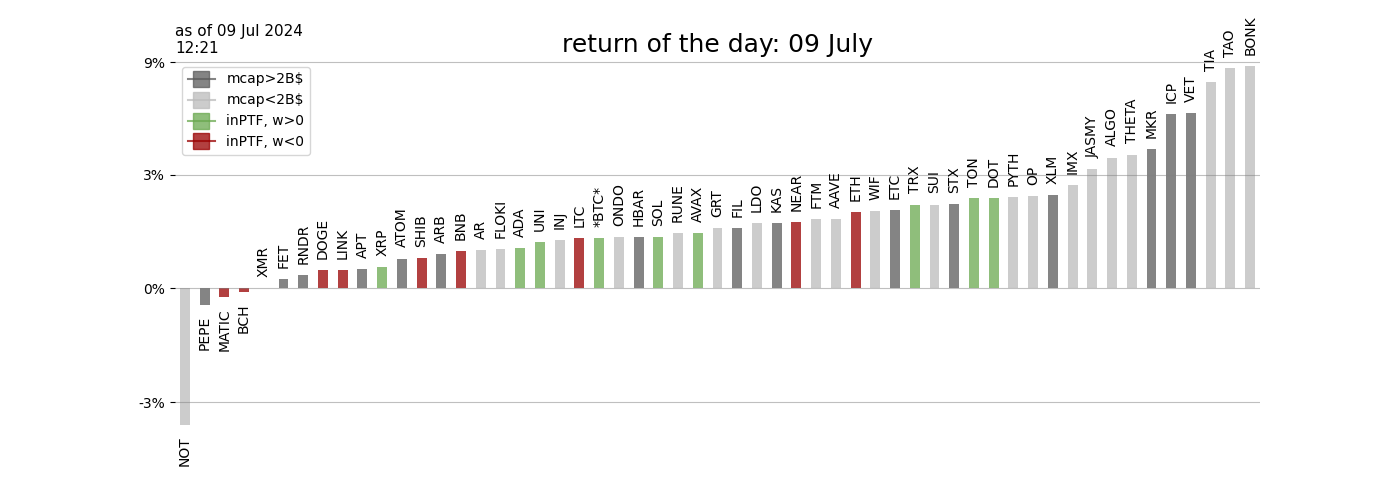 as of 09 Jul 2024
12:21
return of the day: 09 July
9%
3%
0%
-3%
mcap>2B$
mcap<2B$
inPTF, w>0
inPTF, w<0
NOT
PEPE
MATIC
BCH
XMR
FET
RNDR
DOGE
LINK
APT
XRP
ATOM
SHIB
ARB
BNB
AR
FLOKI
ADA
UNI
INJ
LTC
*BTC*
ONDO
HBAR
SOL
RUNE
AVAX
GRT
FIL
LDO
KAS
NEAR
FTM
AAVE
ETH
WIF
ETC
TRX
SUI
STX
TON
DOT
PYTH
OP
XLM
IMX
JASMY
ALGO
THETA
MKR
ICP
VET
TIA
TAO
BONK